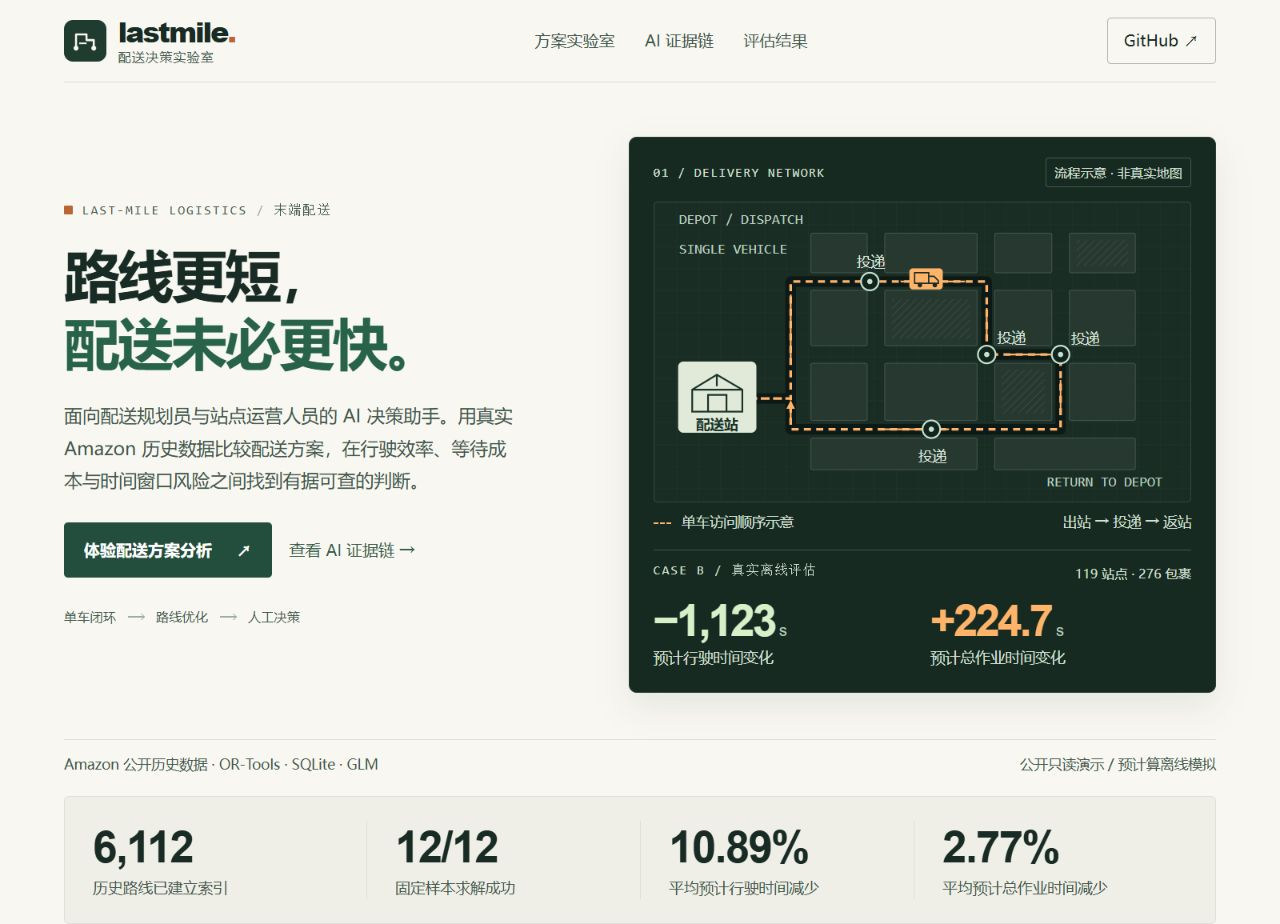 lastmile.
配送决策实验室
方案实验室 AI 证据链 评估结果
GitHub ↗
LAST-MILE LOGISTICS / 末端配送
路线更短，
配送未必更快。
面向配送规划员与站点运营人员的 AI 决策助手。用真实
Amazon 历史数据比较配送方案，在行驶效率、等待成
本与时间窗口风险之间找到有据可查的判断。
体验配送方案分析 ↗
查看 AI 证据链 →
单车闭环 → 路线优化 → 人工决策
01 / DELIVERY NETWORK
流程示意 · 非真实地图
DEPOT / DISPATCH
SINGLE VEHICLE
投递
投递
投递
配送站
投递
RETURN TO DEPOT
单车访问顺序示意
出站 → 投递 → 返站
CASE B / 真实离线评估
119 站点 · 276 包裹
−1,123 s
预计行驶时间变化
+224.7 s
预计总作业时间变化
Amazon 公开历史数据 · OR-Tools · SQLite · GLM
公开只读演示 / 预计算离线模拟
6,112
历史路线已建立索引
12/12
固定样本求解成功
10.89%
平均预计行驶时间减少
2.77%
平均预计总作业时间减少